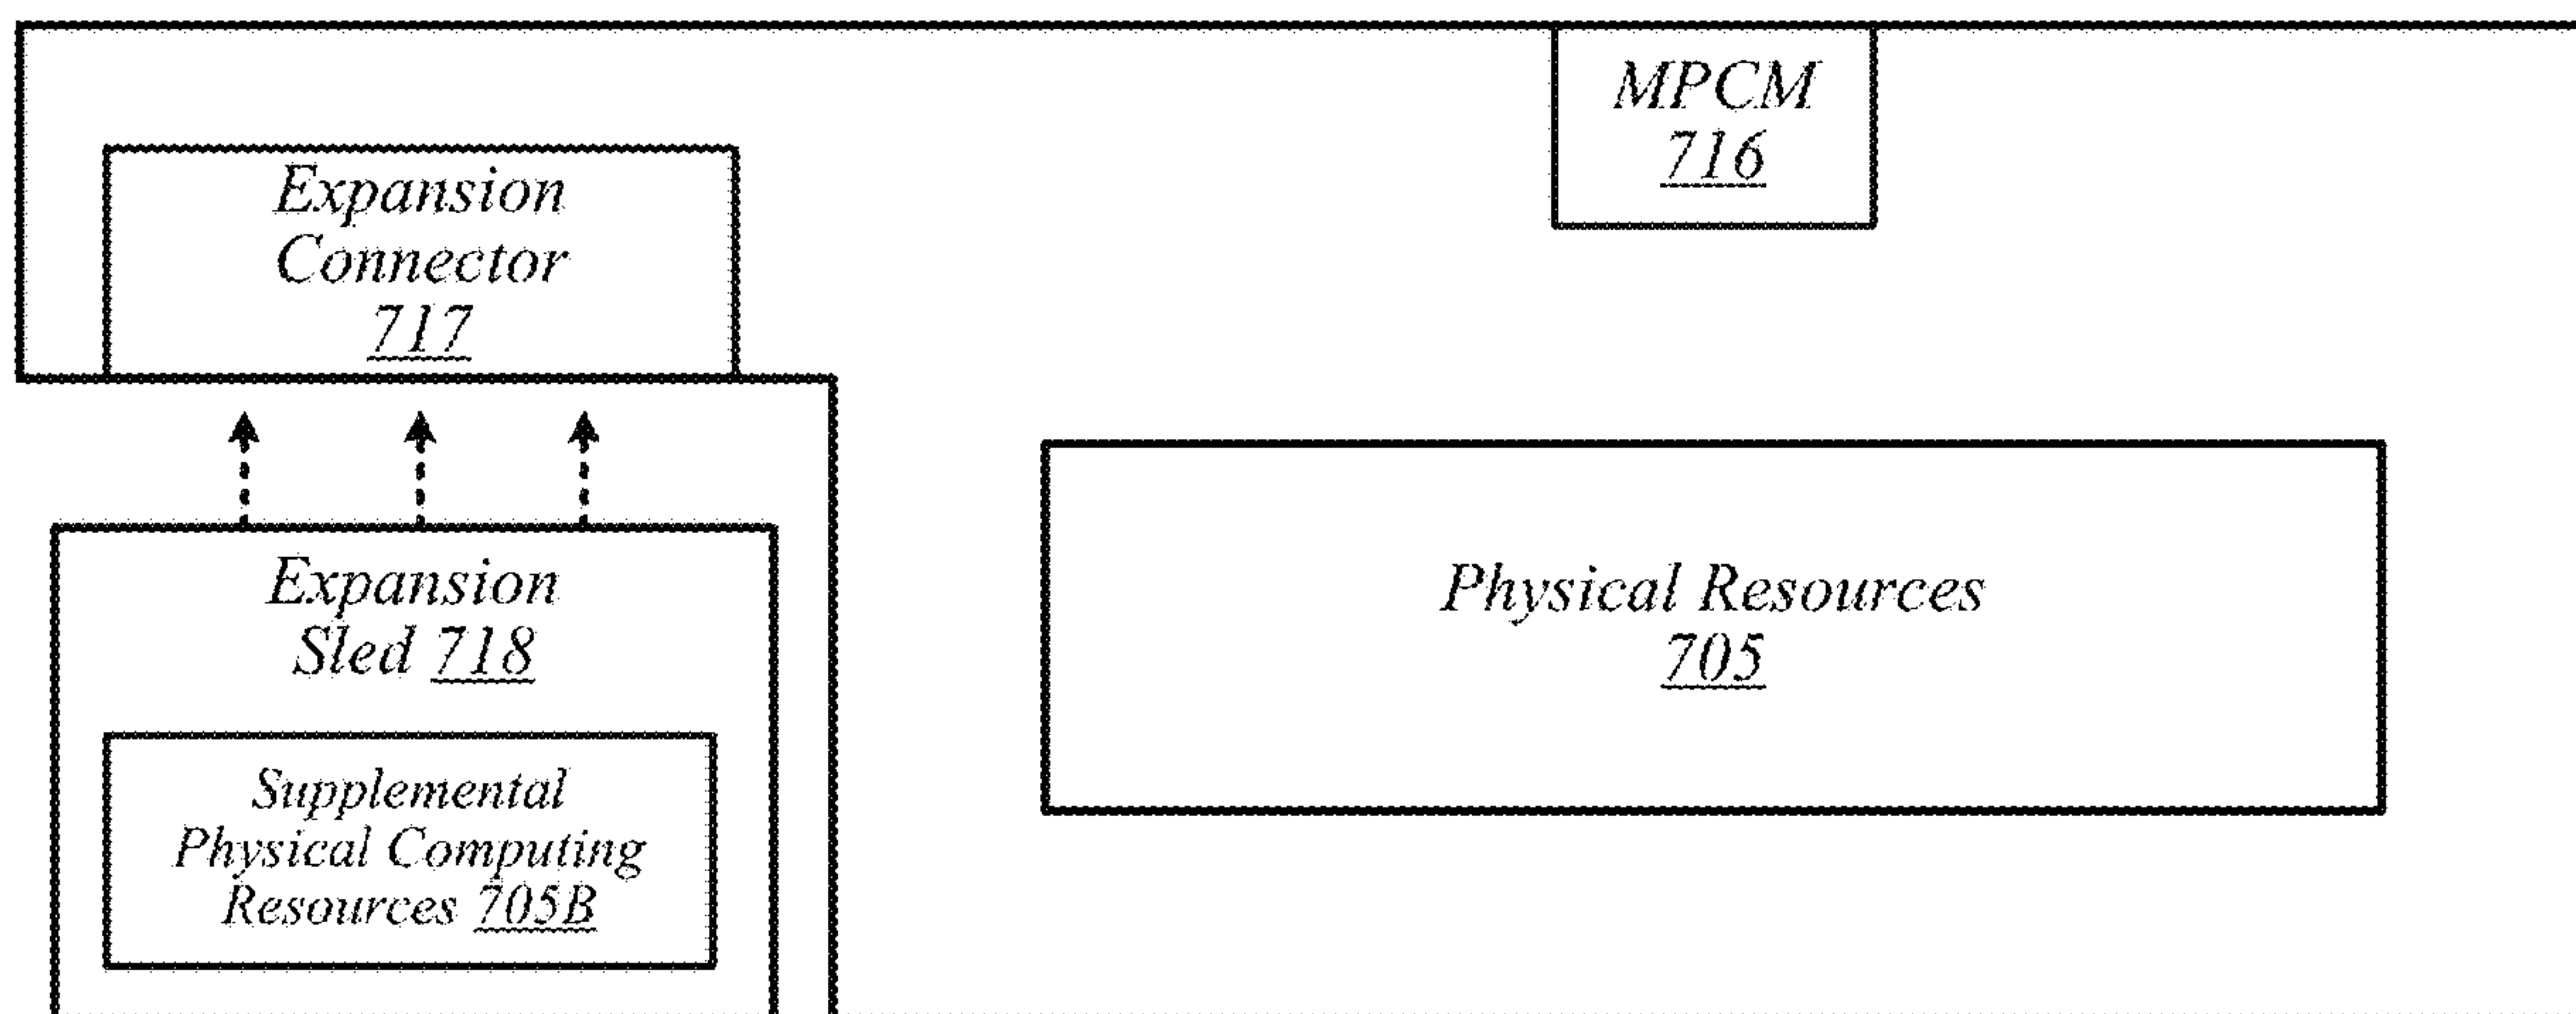 MPCM
716
Expansion
Connector
717
Expansion
Sled 718
Physical Resources
705
Supplemental
Physical Computing
Resources 705B